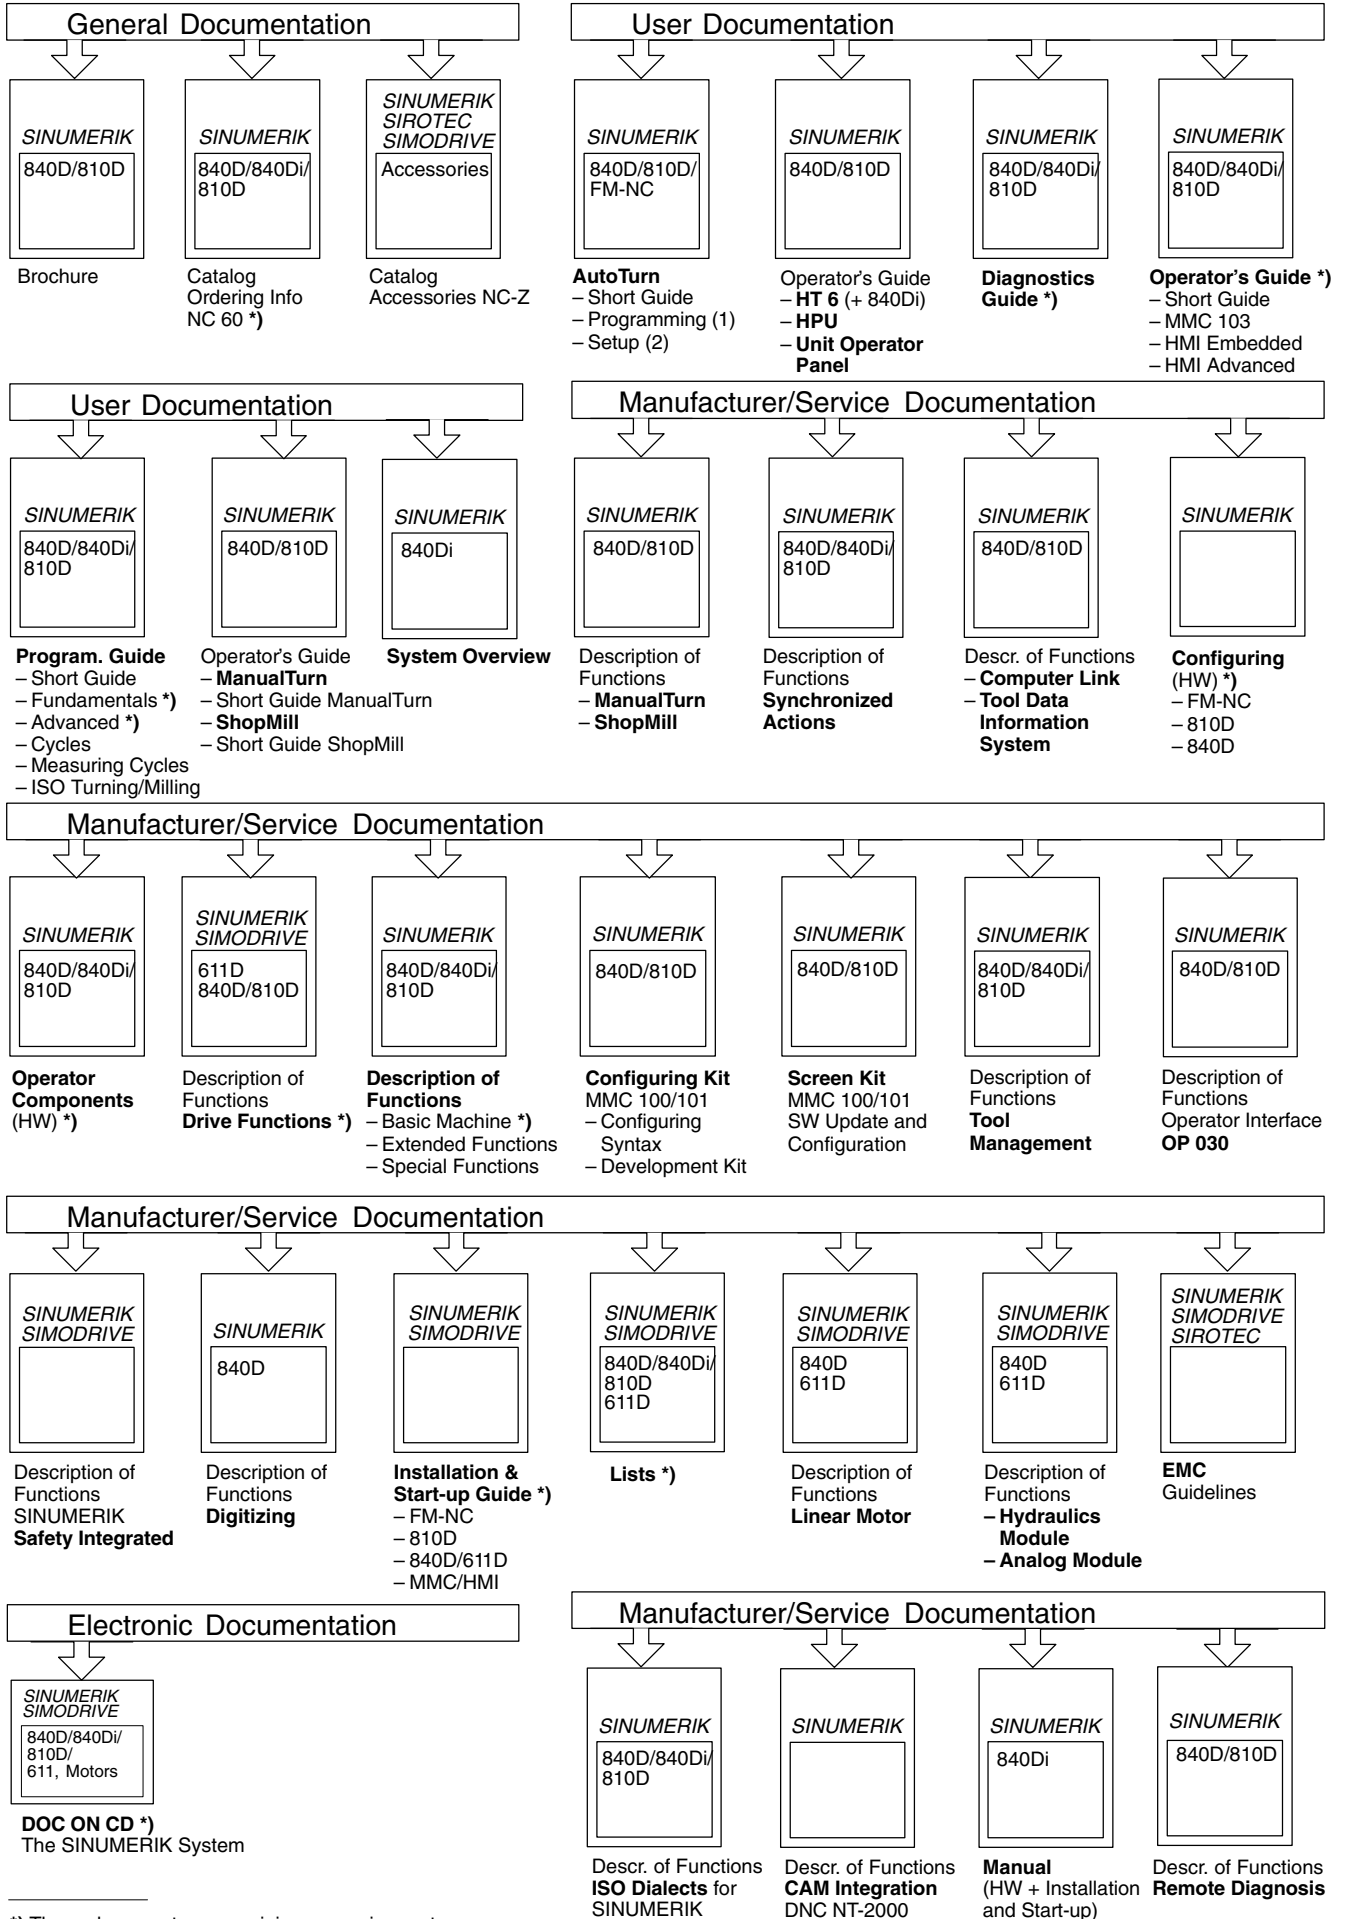 General Documentation
User Documentation
SINUMERIK
840D/810D
Brochure
SINUMERIK
840D/840Di/
810D
Catalog
Ordering Info
NC 60 *)
SINUMERIK
SIROTEC
SIMODRIVE
Accessories
Catalog
Accessories NC-Z
SINUMERIK
840D/810D/
FM-NC
AutoTurn
– Short Guide
– Programming (1)
– Setup (2)
SINUMERIK
840D/810D
Operator's Guide
– HT 6 (+ 840Di)
– HPU
– Unit Operator
Panel
SINUMERIK
840D/840Di/
810D
Diagnostics
Guide *)
SINUMERIK
840D/840Di/
810D
Operator's Guide *)
– Short Guide
– MMC 103
– HMI Embedded
– HMI Advanced
User Documentation
Manufacturer/Service Documentation
SINUMERIK
840D/840Di/
810D
Program. Guide
– Short Guide
– Fundamentals *)
– Advanced *)
– Cycles
– Measuring Cycles
– ISO Turning/Milling
SINUMERIK
840D/810D
Operator's Guide
– ManualTurn
– Short Guide ManualTurn
– ShopMill
– Short Guide ShopMill
SINUMERIK
840Di
System Overview
SINUMERIK
840D/810D
Description of
Functions
– ManualTurn
– ShopMill
SINUMERIK
840D/840Di/
810D
Description of
Functions
Synchronized
Actions
SINUMERIK
840D/810D
Descr. of Functions
– Computer Link
– Tool Data
Information
System
SINUMERIK
Configuring
(HW) *)
– FM-NC
– 810D
– 840D
Manufacturer/Service Documentation
SINUMERIK
840D/840Di/
810D
Operator
Components
(HW) *)
SINUMERIK
SIMODRIVE
611D
840D/810D
Description of
Functions
Drive Functions *)
SINUMERIK
840D/840Di/
810D
Description of
Functions
– Basic Machine *)
– Extended Functions
– Special Functions
SINUMERIK
840D/810D
Configuring Kit
MMC 100/101
– Configuring
Syntax
– Development Kit
SINUMERIK
840D/810D
Screen Kit
MMC 100/101
SW Update and
Configuration
SINUMERIK
840D/840Di/
810D
Description of
Functions
Tool
Management
SINUMERIK
840D/810D
Description of
Functions
Operator Interface
OP 030
Manufacturer/Service Documentation
SINUMERIK
SIMODRIVE
Description of
Functions
SINUMERIK
Safety Integrated
SINUMERIK
840D
Description of
Functions
Digitizing
SINUMERIK
SIMODRIVE
Installation &
Start-up Guide *)
– FM-NC
– 810D
– 840D/611D
– MMC/HMI
SINUMERIK
SIMODRIVE
840D/840Di/
810D
611D
Lists *)
SINUMERIK
SIMODRIVE
840D
611D
Description of
Functions
Linear Motor
SINUMERIK
SIMODRIVE
840D
611D
Description of
Functions
– Hydraulics
Module
– Analog Module
SINUMERIK
SIMODRIVE
SIROTEC
EMC
Guidelines
Electronic Documentation
Manufacturer/Service Documentation
SINUMERIK
SIMODRIVE
840D/840Di/
810D/
611, Motors
DOC ON CD *)
The SINUMERIK System
SINUMERIK
840D/840Di/
810D
Descr. of Functions
ISO Dialects for
SINUMERIK
SINUMERIK
Descr. of Functions
CAM Integration
DNC NT-2000
SINUMERIK
840Di
Manual
(HW + Installation
and Start-up)
SINUMERIK
840D/810D
Descr. of Functions
Remote Diagnosis